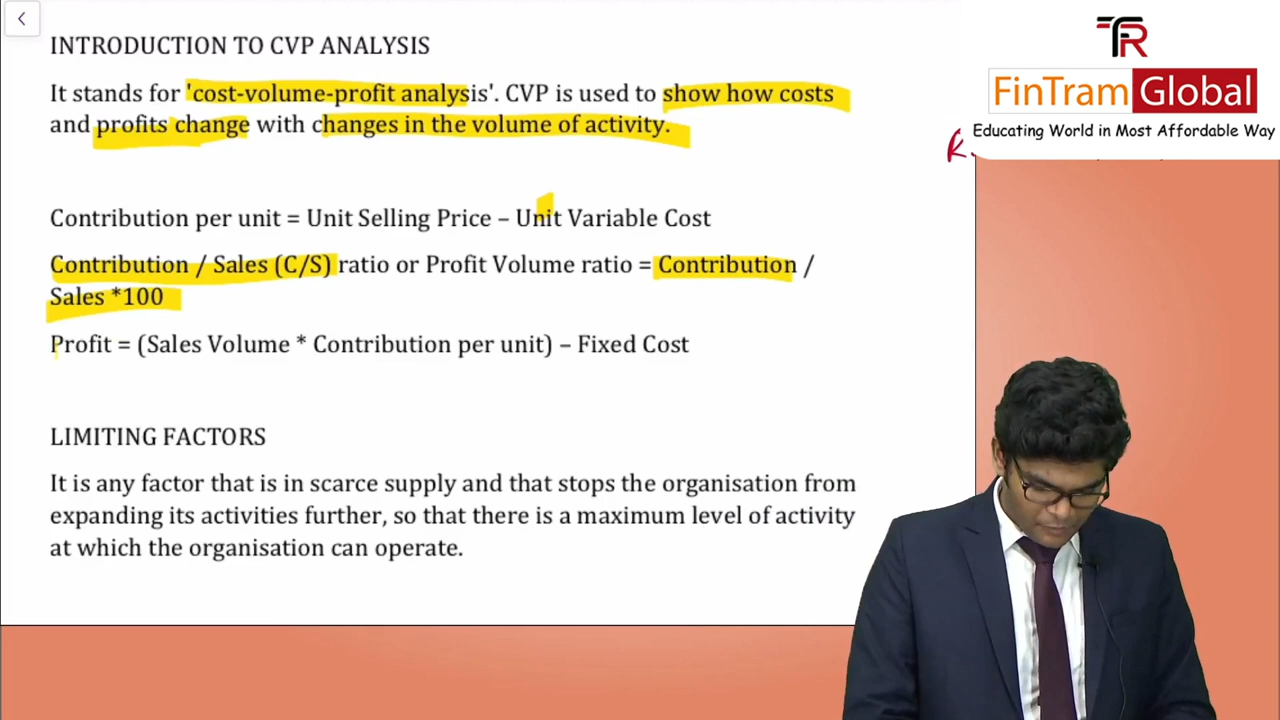 INTRODUCTION TO CVP ANALYSIS
It stands for 'cost-volume-profit analysis'. CVP is used to show how costs
and profits change with changes in the volume of activity.
Contribution per unit = Unit Selling Price – Unit Variable Cost
Contribution / Sales (C/S) ratio or Profit Volume ratio = Contribution /
Sales *100
Profit = (Sales Volume * Contribution per unit) – Fixed Cost
LIMITING FACTORS
It is any factor that is in scarce supply and that stops the organisation from
expanding its activities further, so that there is a maximum level of activity
at which the organisation can operate.
FinTram Global
Educating World in Most Affordable Way